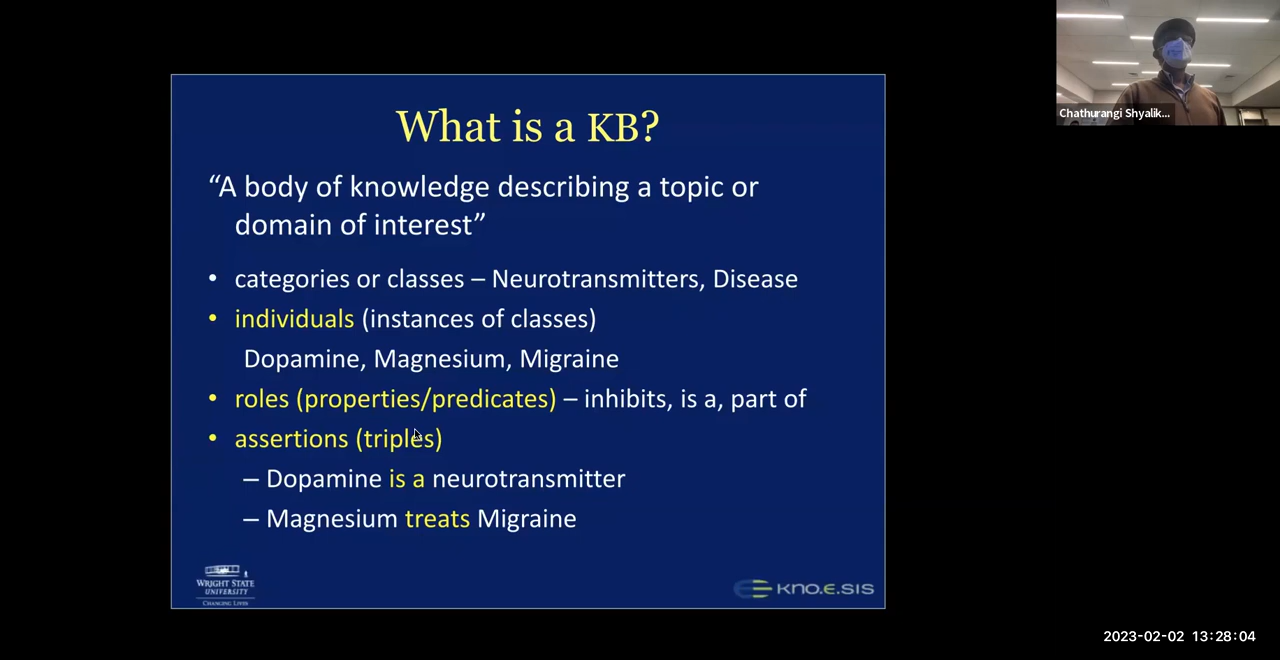 What is a KB?
“A body of knowledge describing a topic or
domain of interest”
• categories or classes – Neurotransmitters, Disease
• individuals (instances of classes)
Dopamine, Magnesium, Migraine
• roles (properties/predicates) – inhibits, is a, part of
• assertions (triples)
– Dopamine is a neurotransmitter
– Magnesium treats Migraine
WRIGHT STATE
UNIVERSITY
CHANGING LIVES
kno.e.sis
Chathurangi Shyalik...
2023-02-02 13:28:04